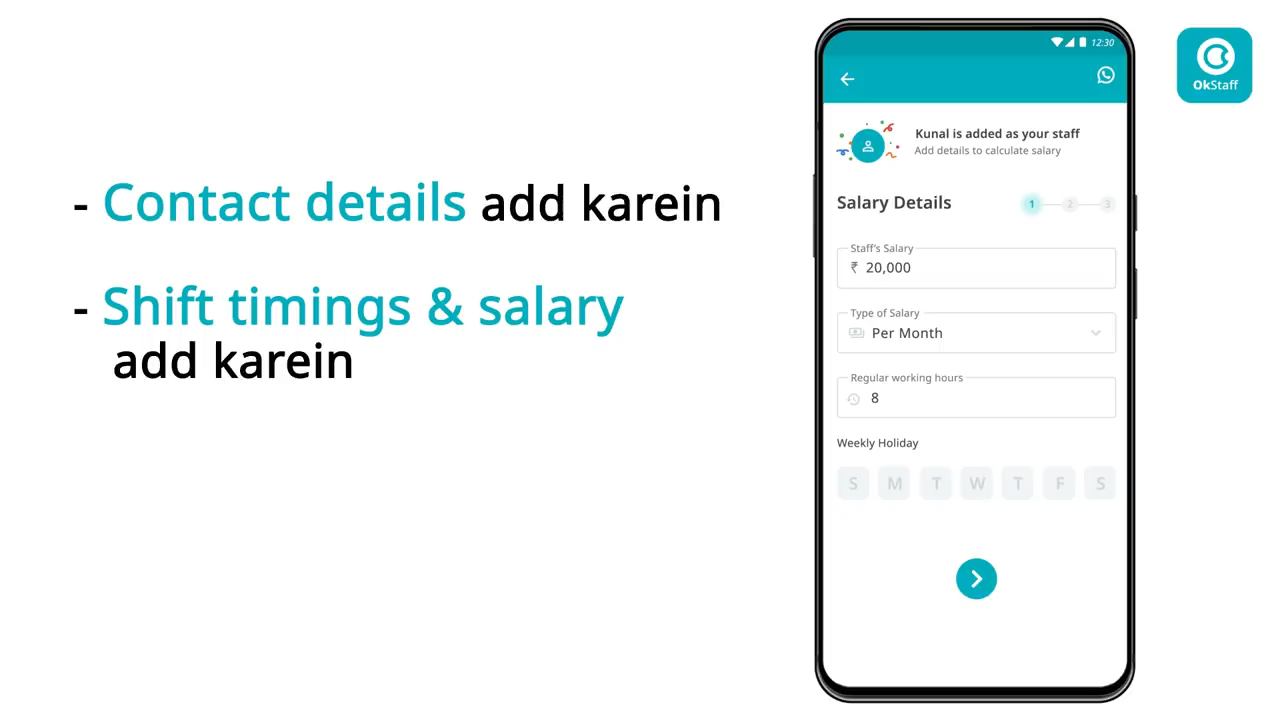 - Contact details add karein
- Shift timings & salary
add karein
12:30
Kunal is added as your staff
Add details to calculate salary
Salary Details
1 2 3
Staff's Salary
₹ 20,000
Type of Salary
Per Month
Regular working hours
8
Weekly Holiday
S M T W T F S
OkStaff